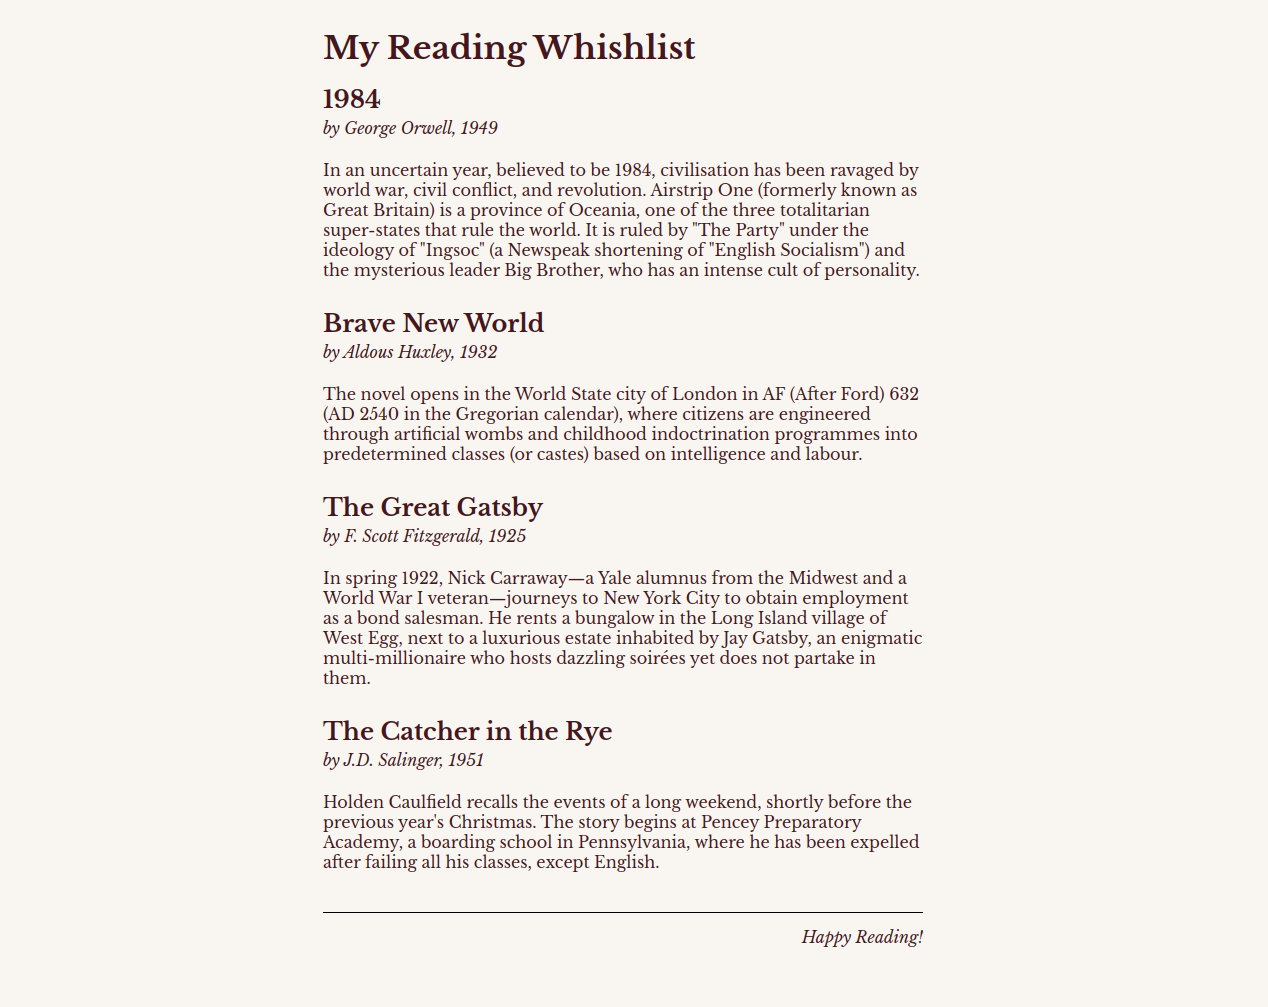 My Reading Whishlist
1984
by George Orwell, 1949
In an uncertain year, believed to be 1984, civilisation has been ravaged by
world war, civil conflict, and revolution. Airstrip One (formerly known as
Great Britain) is a province of Oceania, one of the three totalitarian
super-states that rule the world. It is ruled by "The Party" under the
ideology of "Ingsoc" (a Newspeak shortening of "English Socialism") and
the mysterious leader Big Brother, who has an intense cult of personality.
Brave New World
by Aldous Huxley, 1932
The novel opens in the World State city of London in AF (After Ford) 632
(AD 2540 in the Gregorian calendar), where citizens are engineered
through artificial wombs and childhood indoctrination programmes into
predetermined classes (or castes) based on intelligence and labour.
The Great Gatsby
by F. Scott Fitzgerald, 1925
In spring 1922, Nick Carraway—a Yale alumnus from the Midwest and a
World War I veteran—journeys to New York City to obtain employment
as a bond salesman. He rents a bungalow in the Long Island village of
West Egg, next to a luxurious estate inhabited by Jay Gatsby, an enigmatic
multi-millionaire who hosts dazzling soirées yet does not partake in
them.
The Catcher in the Rye
by J.D. Salinger, 1951
Holden Caulfield recalls the events of a long weekend, shortly before the
previous year's Christmas. The story begins at Pencey Preparatory
Academy, a boarding school in Pennsylvania, where he has been expelled
after failing all his classes, except English.
Happy Reading!